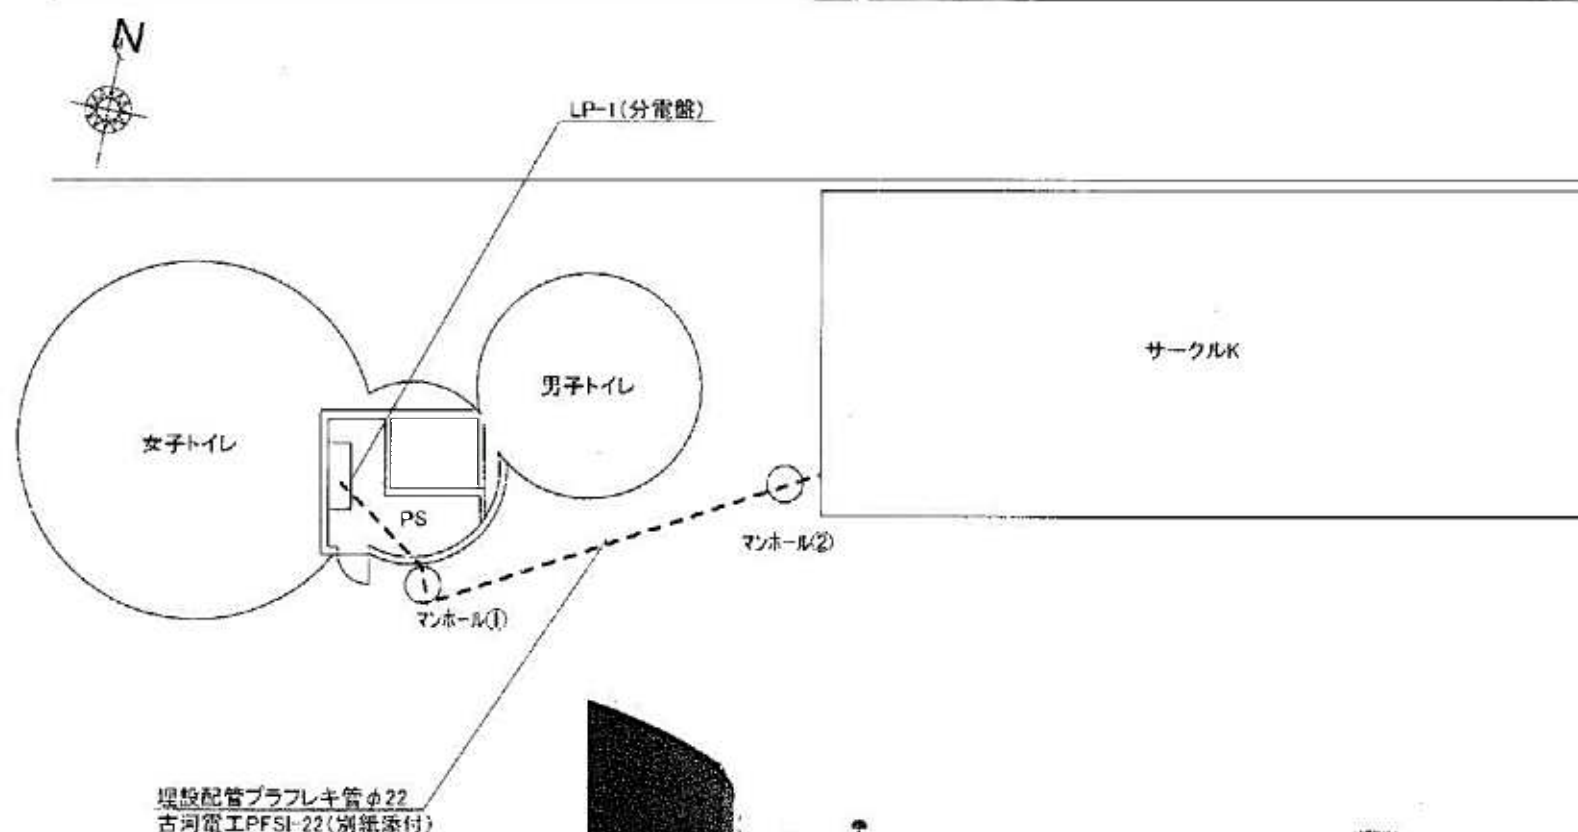 N
LP-1(分電盤)
サークルK
男子トイレ
女子トイレ
PS
マンホール(2)
マンホール(1)
埋設配管プラフレキ管φ22
古河電工PFSI-22(別紙添付)